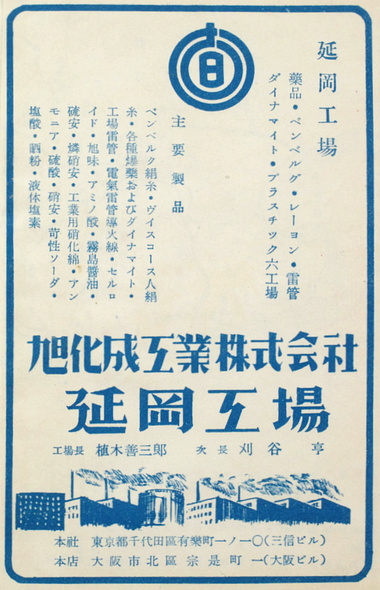 延岡工場
藥品・ベンベルグ・レーヨン・雷管
ダイナマイト・プラスチック六工場
主要製品
ベンベルグ絹糸・ヴイスコース人絹
糸・各種爆藥およびダイナマイト・
工場雷管・電氣雷管導火線・セルロ
イド・旭味・アミノ酸・霧島醬油・
硫安・燐硝安・工業用硝化綿・アン
モニア・硫酸・硝安・苛性ソーダ・
塩酸・晒粉・液体塩素
旭化成工業株式会社
延岡工場
工場長 植木善三郎 次長 刈谷亨
本社 東京都千代田區有樂町一ノ一〇(三信ビル)
本店 大阪市北區宗是町一(大阪ビル)